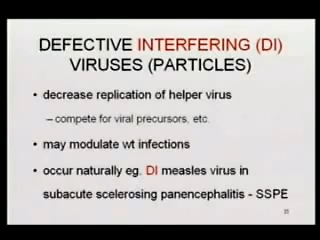 DEFECTIVE INTERFERING (DI)
VIRUSES (PARTICLES)
• decrease replication of helper virus
– compete for viral precursors, etc.
• may modulate wt infections
• occur naturally eg. DI measles virus in
subacute scelerosing panencephalitis - SSPE